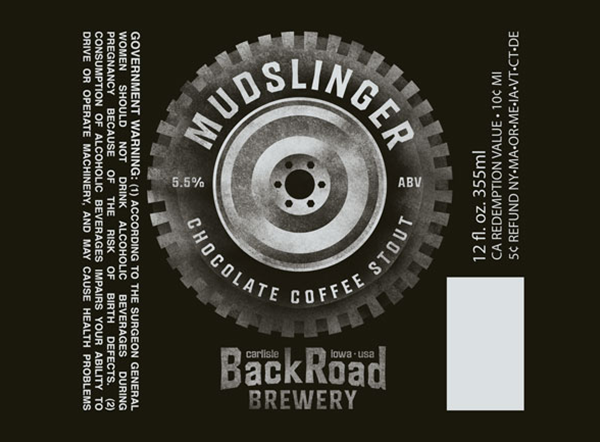 GOVERNMENT WARNING: (1) ACCORDING TO THE SURGEON GENERAL
WOMEN SHOULD NOT DRINK ALCOHOLIC BEVERAGES DURING
PREGNANCY BECAUSE OF THE RISK OF BIRTH DEFECTS. (2)
CONSUMPTION OF ALCOHOLIC BEVERAGES IMPAIRS YOUR ABILITY TO
DRIVE OR OPERATE MACHINERY, AND MAY CAUSE HEALTH PROBLEMS
MUDSLINGER
5.5% ABV
CHOCOLATE COFFEE STOUT
carlisle iowa·usa
BackRoad
BREWERY
12 fl. oz. 355ml
CA REDEMPTION VALUE • 10¢ MI
5¢ REFUND NY•MA•OR•ME•IA•VT•CT•DE